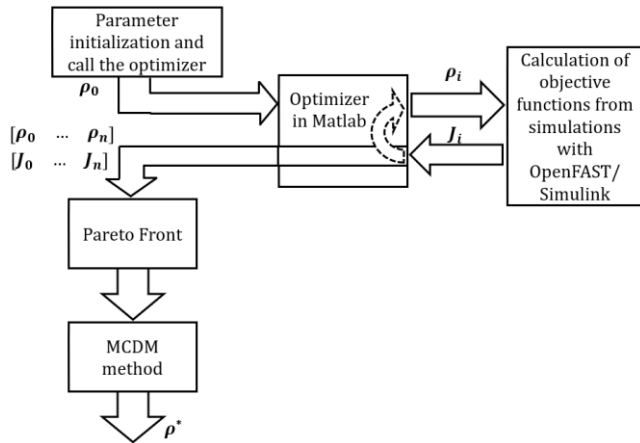 Parameter
initialization and
call the optimizer
ρ₀
Optimizer
in Matlab
ρᵢ
Jᵢ
Calculation of
objective
functions from
simulations
with
OpenFAST/
Simulink
[ρ₀ ... ρₙ]
[J₀ ... Jₙ]
Pareto Front
MCDM
method
ρ*